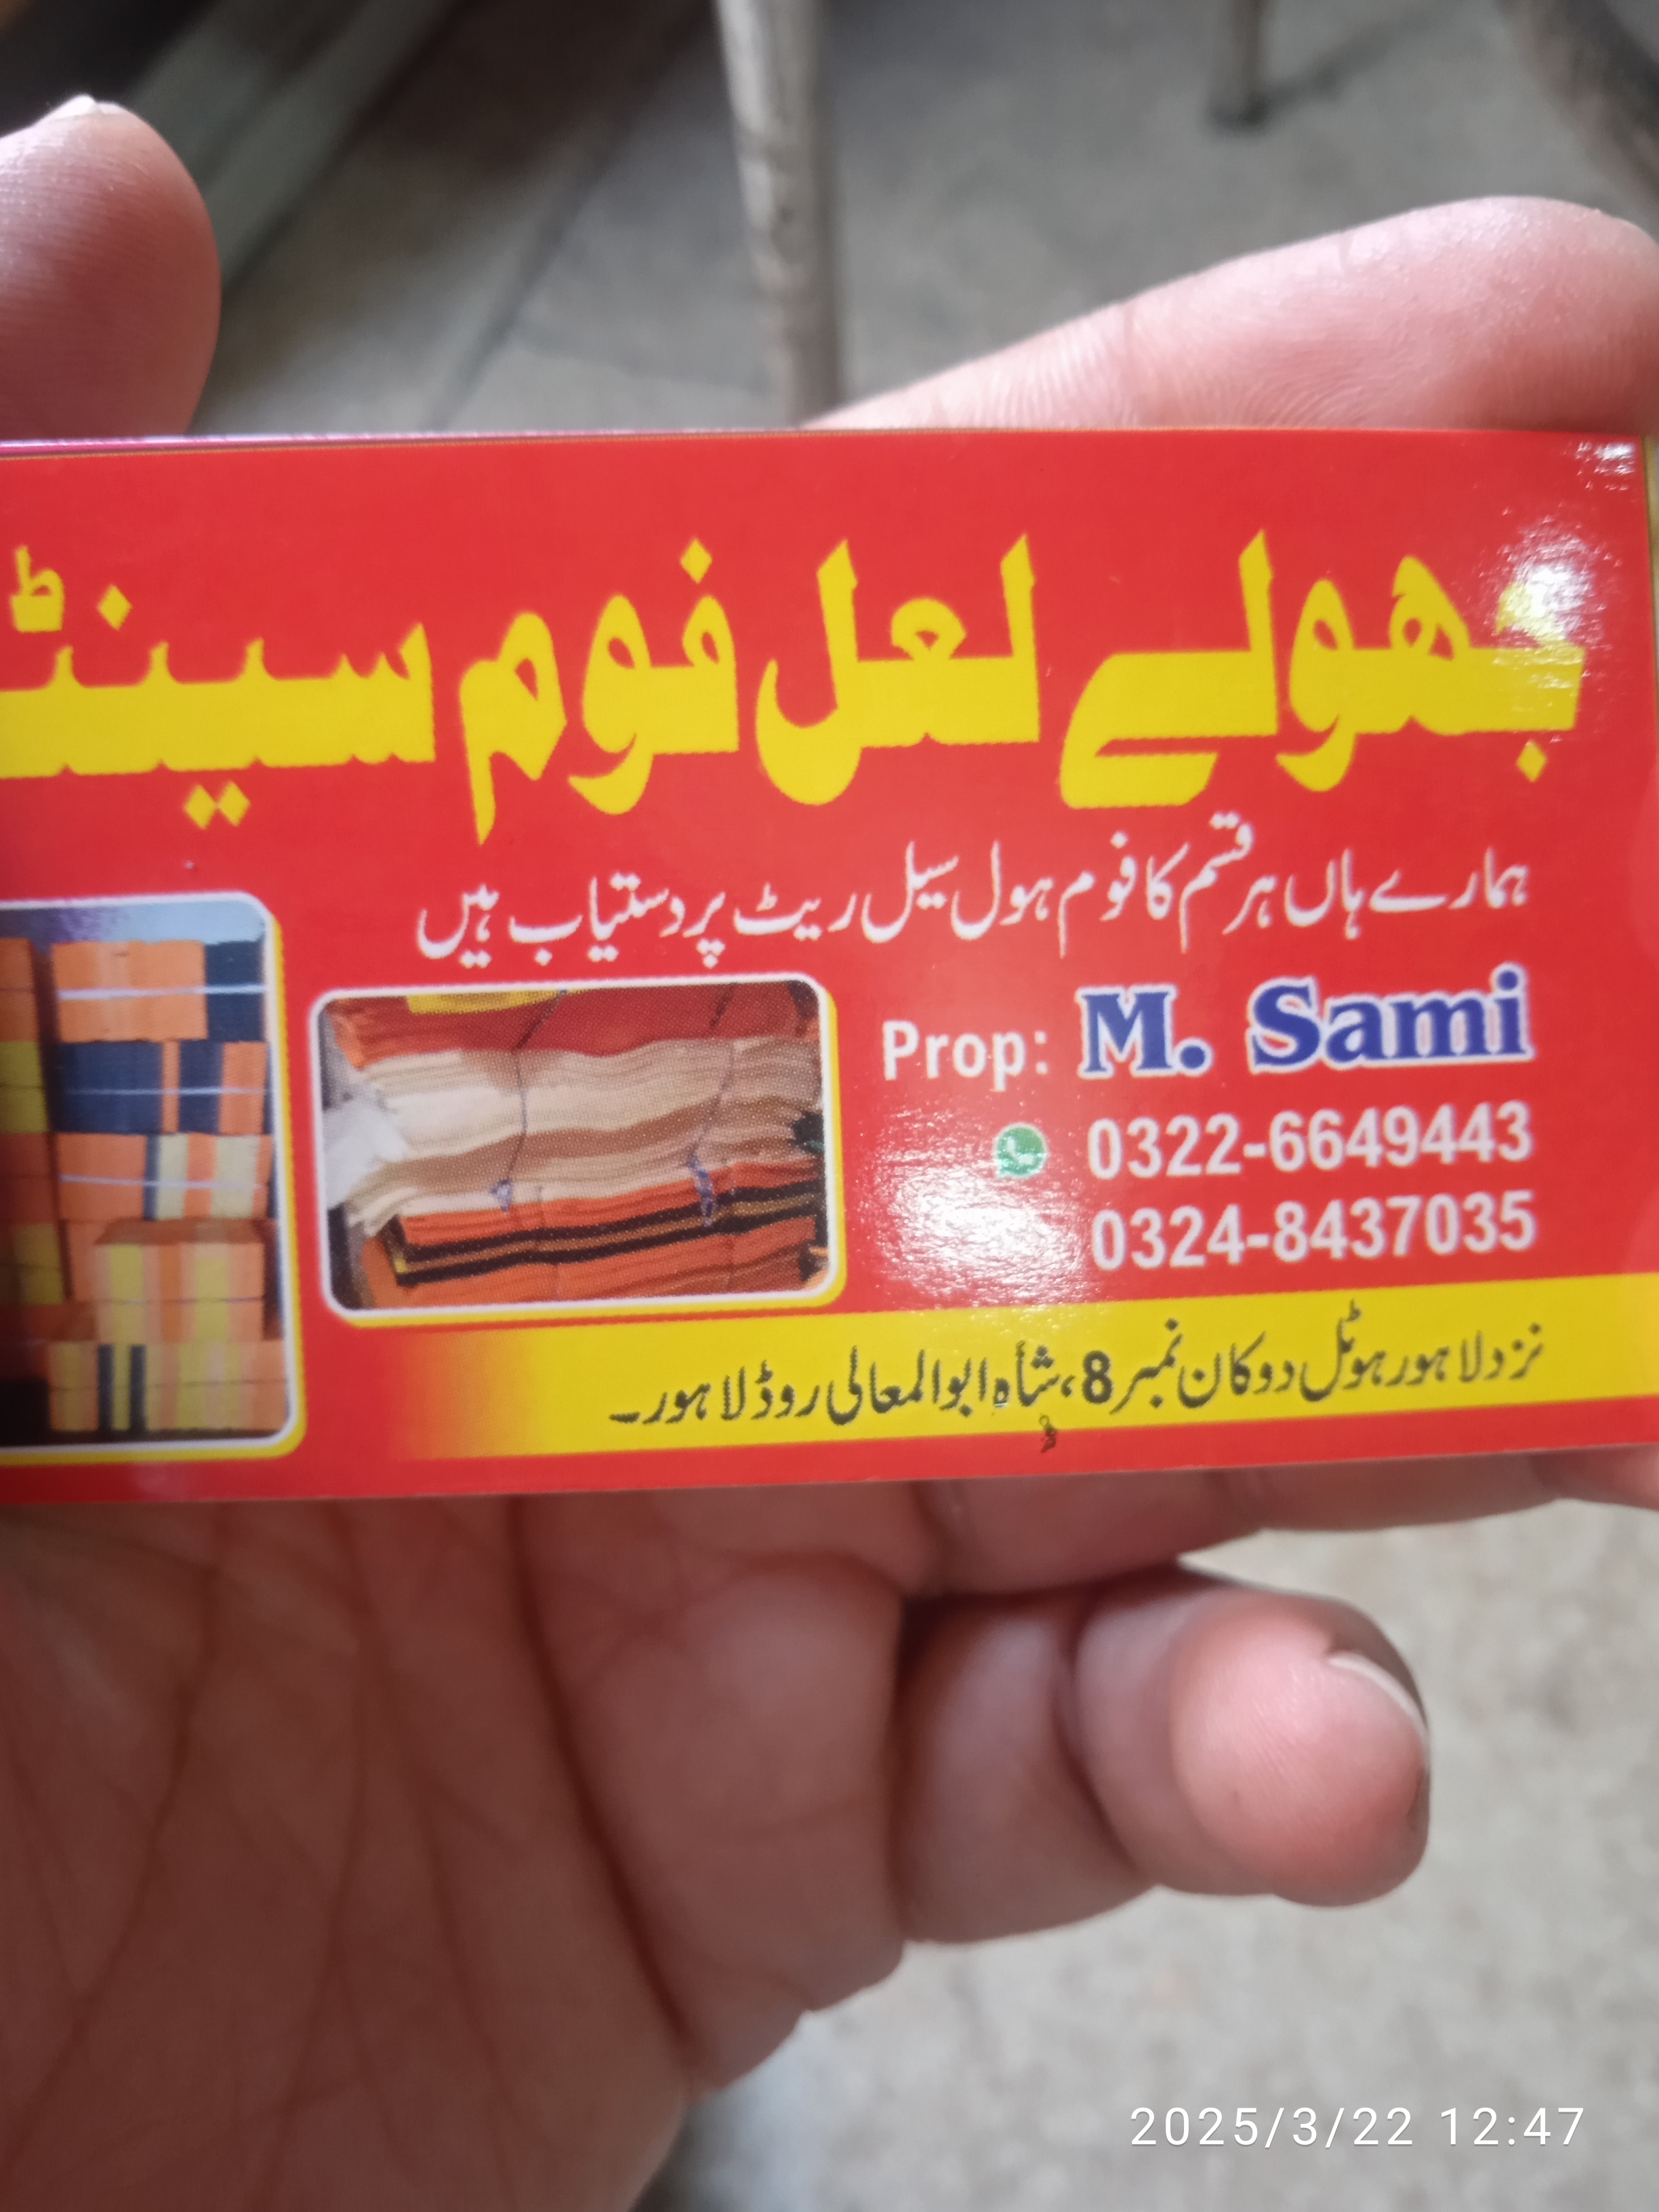 بھولے لعل فوم سینٹ
ہمارے ہاں ہر قسم کا فوم ہول سیل ریٹ پر دستیاب ہیں
Prop: M. Sami
0322-6649443
0324-8437035
نزد لاہور ہوٹل دوکان نمبر 8، شاہ ابوالمعالی روڈ لاہور۔
2025/3/22 12:47